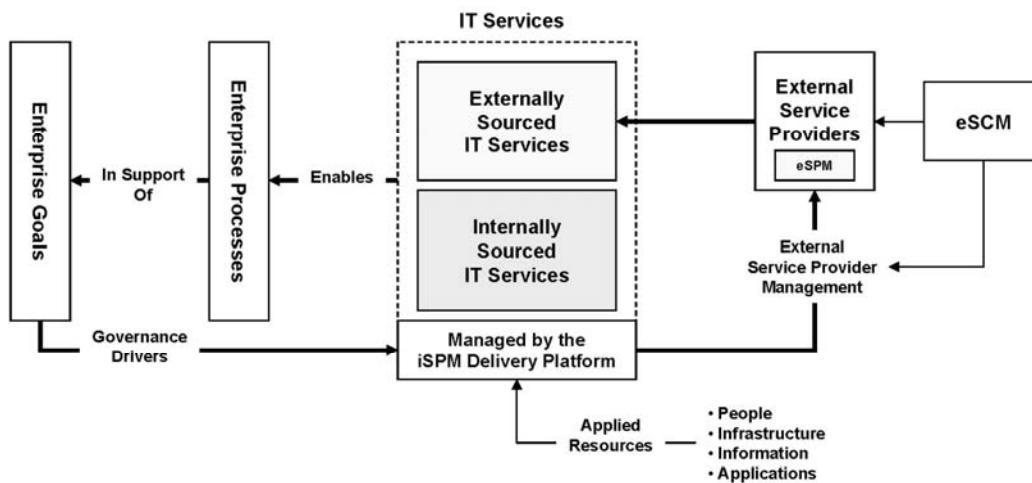 IT Services
Enterprise Goals
In Support
Of
Enterprise Processes
Enables
Externally
Sourced
IT Services
Internally
Sourced
IT Services
External
Service
Providers
eSPM
eSCM
External
Service Provider
Management
Governance
Drivers
Managed by the
iSPM Delivery Platform
Applied
Resources
• People
• Infrastructure
• Information
• Applications